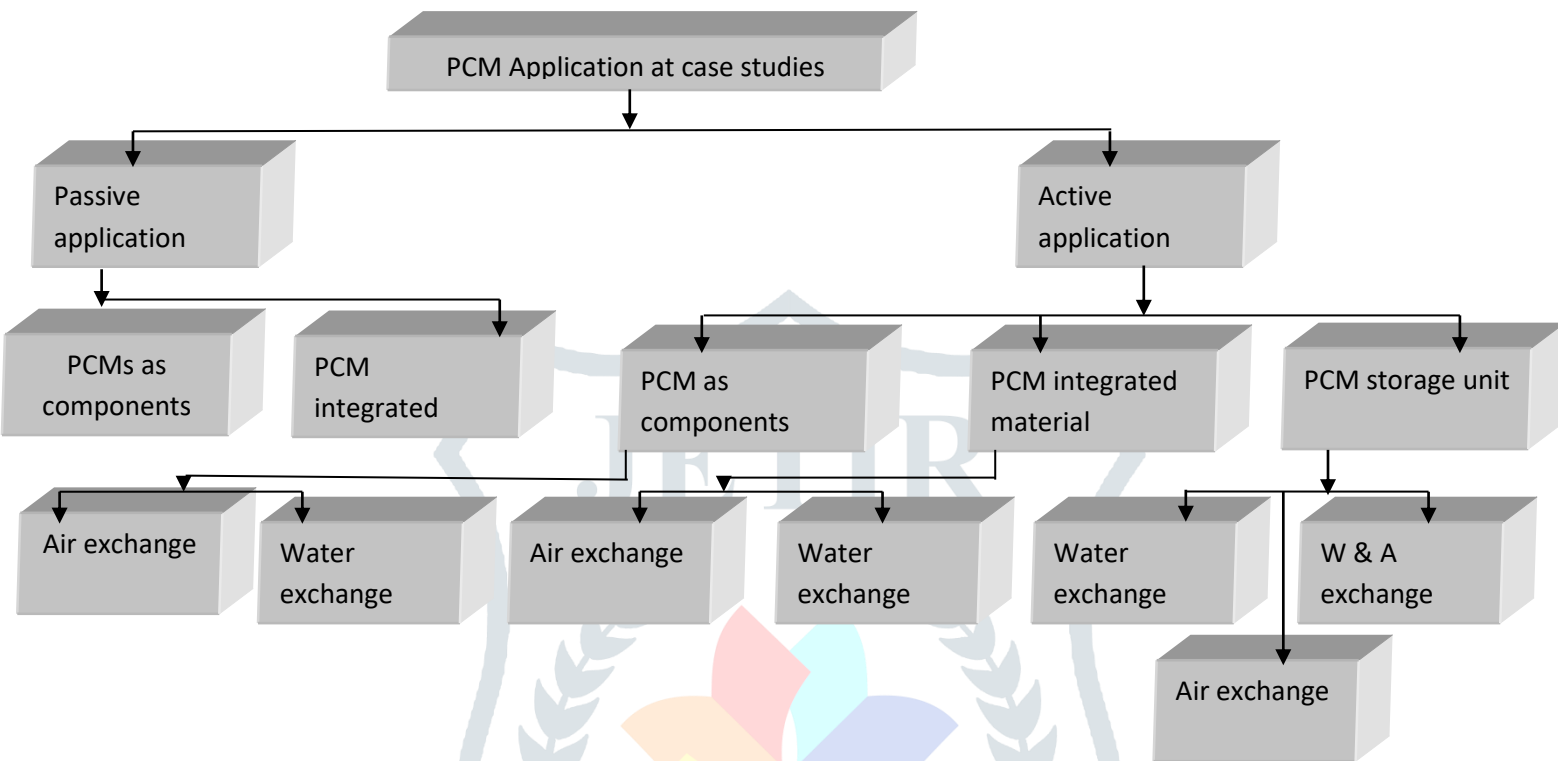 PCM Application at case studies
Passive
application
Active
application
PCMs as
components
PCM
integrated
PCM as
components
PCM integrated
material
PCM storage unit
JETIR
Air exchange
Water
exchange
Air exchange
Water
exchange
Water
exchange
W & A
exchange
Air exchange